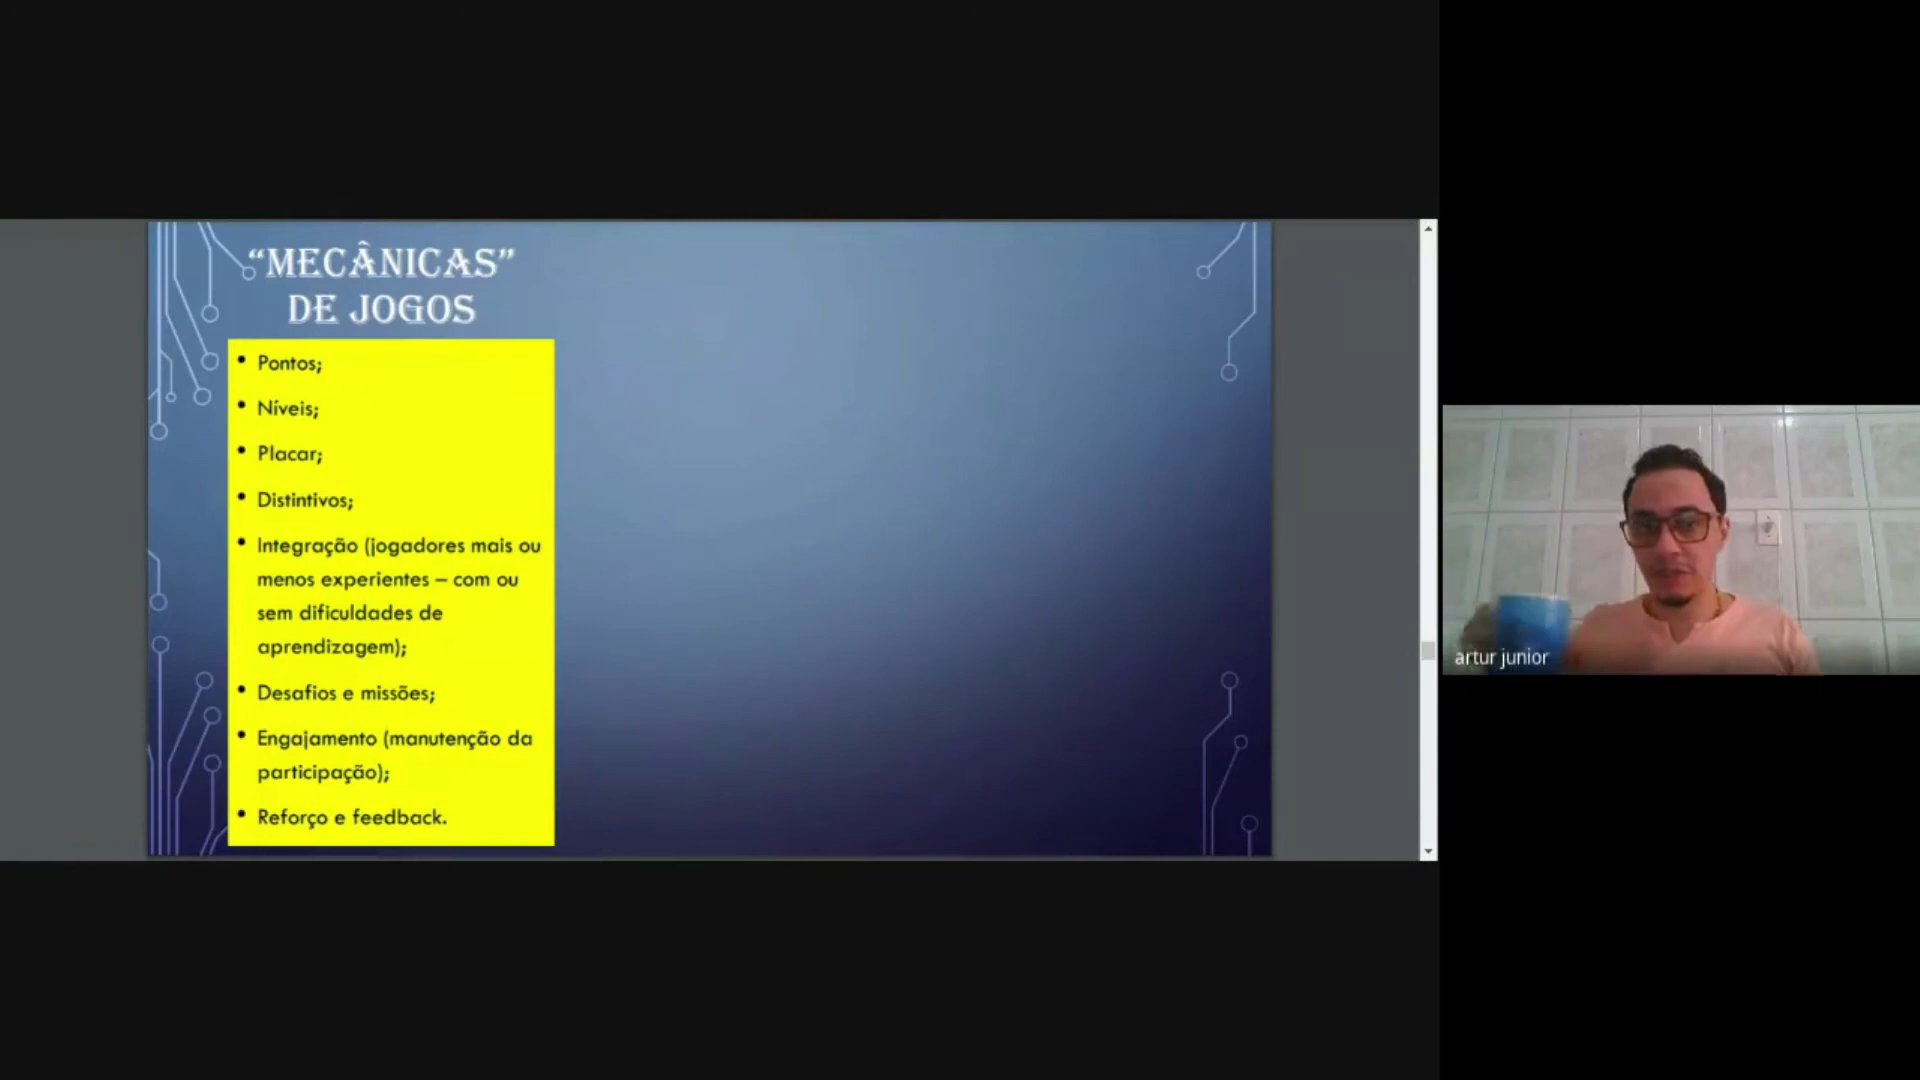 “MECÂNICAS”
DE JOGOS
• Pontos;
• Níveis;
• Placar;
• Distintivos;
• Integração (jogadores mais ou
menos experientes – com ou
sem dificuldades de
aprendizagem);
• Desafios e missões;
• Engajamento (manutenção da
participação);
• Reforço e feedback.
artur junior